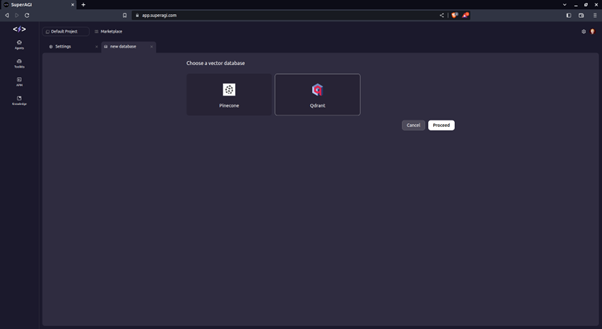 SuperAGI
app.superagi.com
Default Project
Marketplace
Settings
new database
Agents
Toolkits
APM
Knowledge
Choose a vector database
Pinecone
Qdrant
Cancel
Proceed